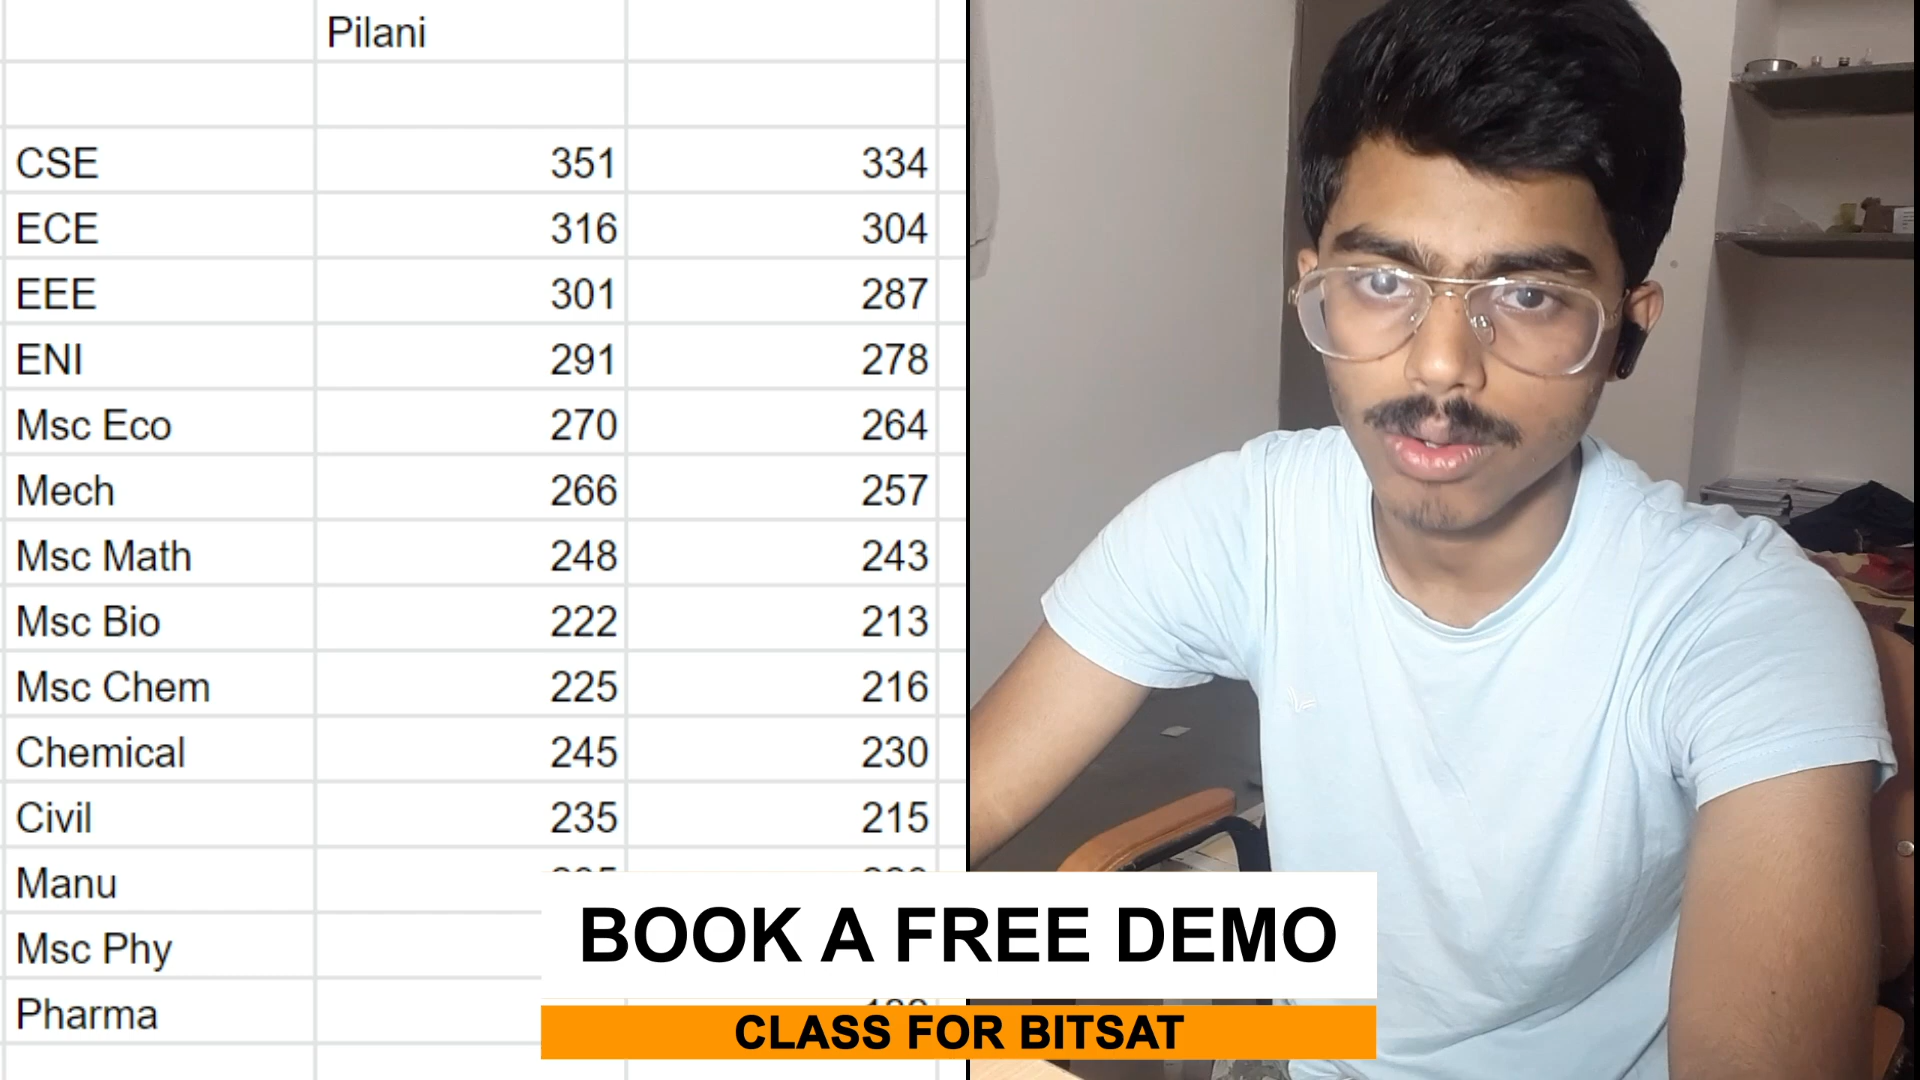 Pilani
CSE 351 334
ECE 316 304
EEE 301 287
ENI 291 278
Msc Eco 270 264
Mech 266 257
Msc Math 248 243
Msc Bio 222 213
Msc Chem 225 216
Chemical 245 230
Civil 235 215
Manu
Msc Phy
Pharma
BOOK A FREE DEMO
CLASS FOR BITSAT